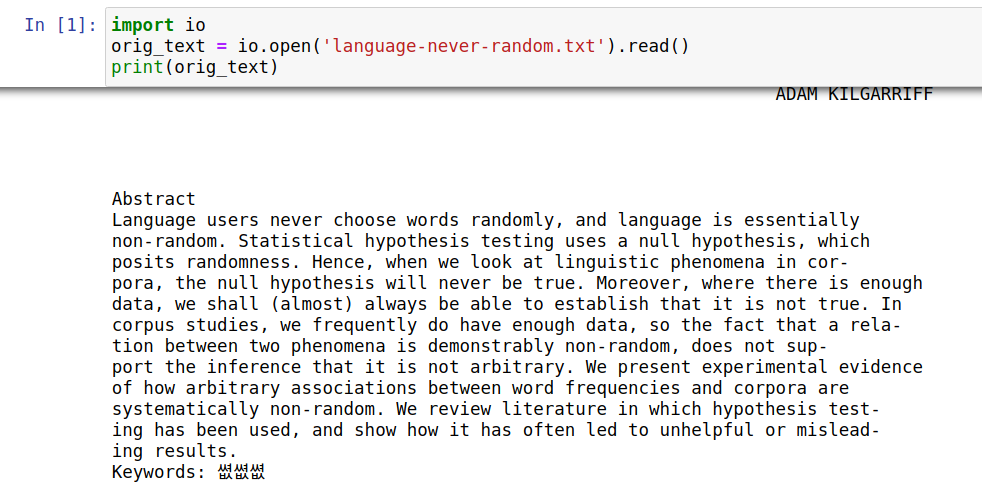 In [1]: import io
orig_text = io.open('language-never-random.txt').read()
print(orig_text)
ADAM KILGARRIFF
Abstract
Language users never choose words randomly, and language is essentially
non-random. Statistical hypothesis testing uses a null hypothesis, which
posits randomness. Hence, when we look at linguistic phenomena in cor-
pora, the null hypothesis will never be true. Moreover, where there is enough
data, we shall (almost) always be able to establish that it is not true. In
corpus studies, we frequently do have enough data, so the fact that a rela-
tion between two phenomena is demonstrably non-random, does not sup-
port the inference that it is not arbitrary. We present experimental evidence
of how arbitrary associations between word frequencies and corpora are
systematically non-random. We review literature in which hypothesis test-
ing has been used, and show how it has often led to unhelpful or mislead-
ing results.
Keywords: